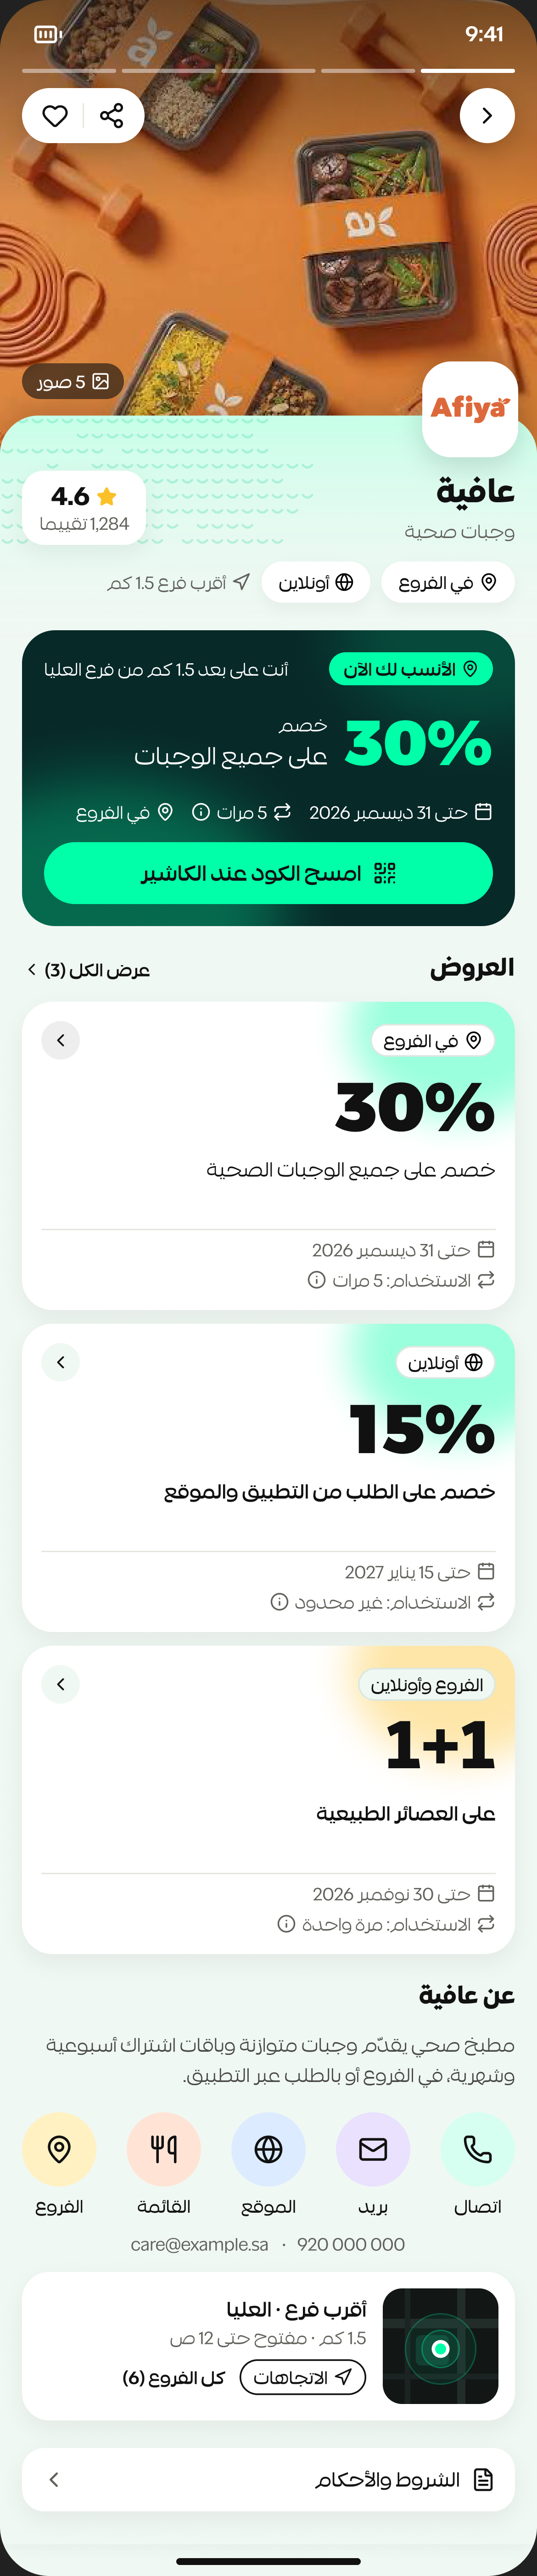 9:41
5 صور
Afiya
عافية
4.6
وجبات صحية
1,284 تقييما
في الفروع
أونلاين
أقرب فرع 1.5 كم
الأنسب لك الآن
أنت على بعد 1.5 كم من فرع العليا
30%
خصم
على جميع الوجبات
حتى 31 ديسمبر 2026
5 مرات
في الفروع
امسح الكود عند الكاشير
العروض
عرض الكل (3)
في الفروع
30%
خصم على جميع الوجبات الصحية
حتى 31 ديسمبر 2026
الاستخدام: 5 مرات
أونلاين
15%
خصم على الطلب من التطبيق والموقع
حتى 15 يناير 2027
الاستخدام: غير محدود
الفروع وأونلاين
1+1
على العصائر الطبيعية
حتى 30 نوفمبر 2026
الاستخدام: مرة واحدة
عن عافية
مطبخ صحي يقدّم وجبات متوازنة وباقات اشتراك أسبوعية
وشهرية، في الفروع أو بالطلب عبر التطبيق.
اتصال
بريد
الموقع
القائمة
الفروع
920 000 000 · care@example.sa
أقرب فرع · العليا
1.5 كم · مفتوح حتى 12 ص
الاتجاهات
كل الفروع (6)
الشروط والأحكام